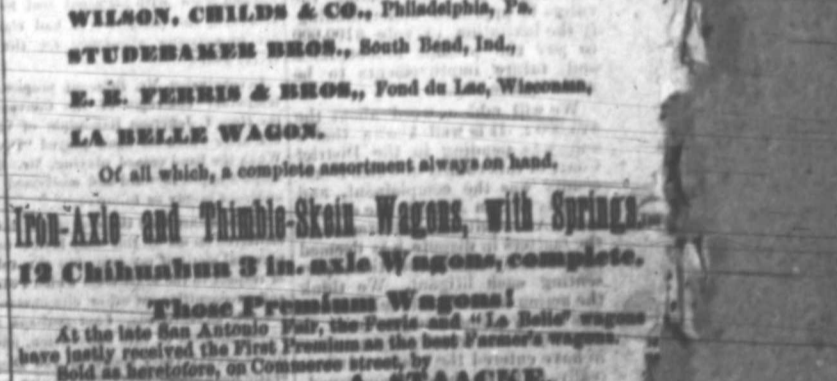 WILSON, CHILDS & CO., Philadelphia, Pa.
STUDEBAKER BROS., South Bend, Ind.,
E. R. FERRIS & BROS., Fond du Lac, Wisconsin,
LA BELLE WAGON.
Of all which, a complete assortment always on hand.
Iron-Axle and Thimble-Skein Wagons, with Springs.
12 Chihuahua 3 in. axle Wagons, complete.
Those Premium Wagons!
At the late San Antonio Fair, the Ferris and "La Belle" wagons
have justly received the First Premium as the best Farmer's wagons.
Sold as heretofore, on Commerce street, by
A. STAACKE.